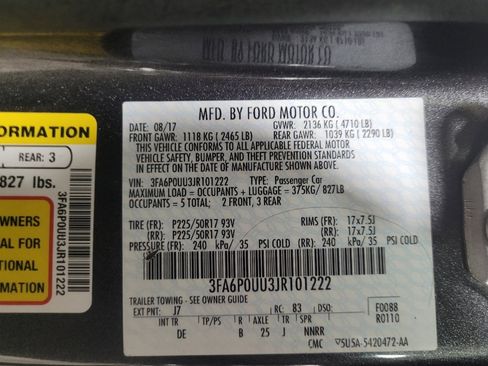 MFD. BY FORD MOTOR CO.
DATE: 08/17 GVWR: 2136 KG (4710 LB)
FRONT GAWR: 1118 KG (2465 LB) REAR GAWR: 1039 KG (2290 LB)
THIS VEHICLE CONFORMS TO ALL APPLICABLE FEDERAL MOTOR
VEHICLE SAFETY, BUMPER, AND THEFT PREVENTION STANDARDS
IN EFFECT ON THE DATE OF MANUFACTURE SHOWN ABOVE.
VIN: 3FA6P0UU3JR101222 TYPE: Passenger Car
MAXIMUM LOAD = OCCUPANTS + LUGGAGE = 375KG/ 827LB
OCCUPANTS = 5 TOTAL; 2 FRONT, 3 REAR
TIRE (FR): P225/50R17 93V RIMS (FR): 17x7.5J
(RR): P225/50R17 93V (RR): 17x7.5J
PRESSURE (FR): 240 kPa/ 35 PSI COLD (RR): 240 kPa/ 35 PSI COLD
3FA6P0UU3JR101222
TRAILER TOWING - SEE OWNER GUIDE
EXT PNT: J7 RC: 83 DSO: F0088
R0110
INT TR TP/PS R AXLE TR SPR
DE B 25 J NNRR
CMC 5U5A-5420472-AA
FORMATION
REAR: 3
827 lbs.
OWNERS
TO
TIONAL
MATION
3FA6P0UU3JR101222